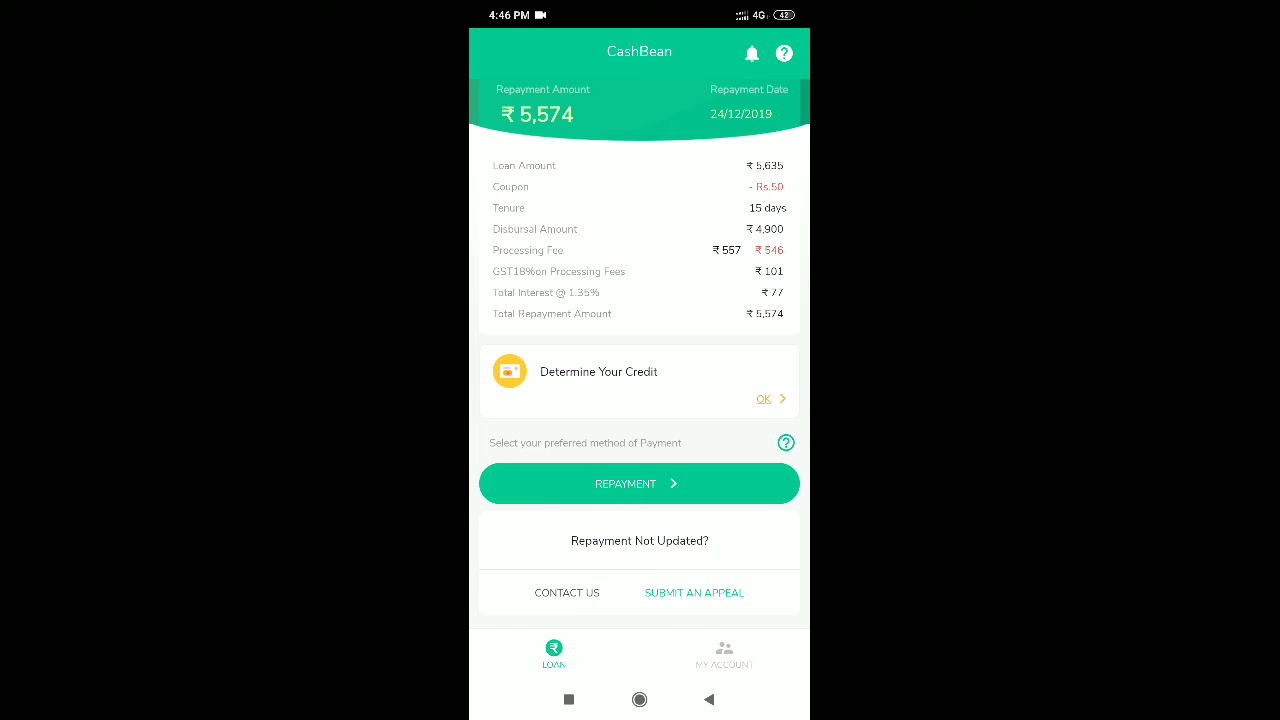 4:46 PM 4G+ 42
CashBean
Repayment Amount Repayment Date
₹ 5,574 24/12/2019
Loan Amount ₹ 5,635
Coupon - Rs.50
Tenure 15 days
Disbursal Amount ₹ 4,900
Processing Fee ₹ 557 ₹ 546
GST18%on Processing Fees ₹ 101
Total Interest @ 1.35% ₹ 77
Total Repayment Amount ₹ 5,574
Determine Your Credit
OK
Select your preferred method of Payment
REPAYMENT
Repayment Not Updated?
CONTACT US SUBMIT AN APPEAL
LOAN MY ACCOUNT